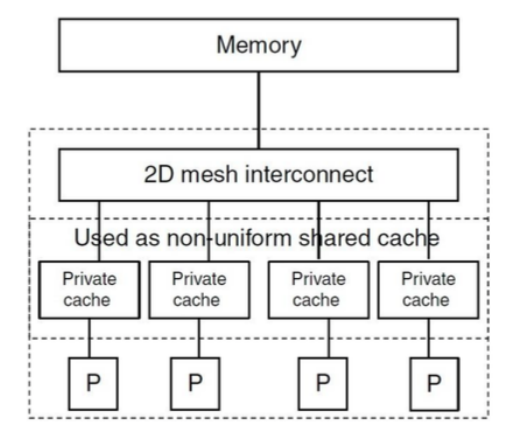 Memory
2D mesh interconnect
Used as non-uniform shared cache
Private
cache
Private
cache
Private
cache
Private
cache
P
P
P
P